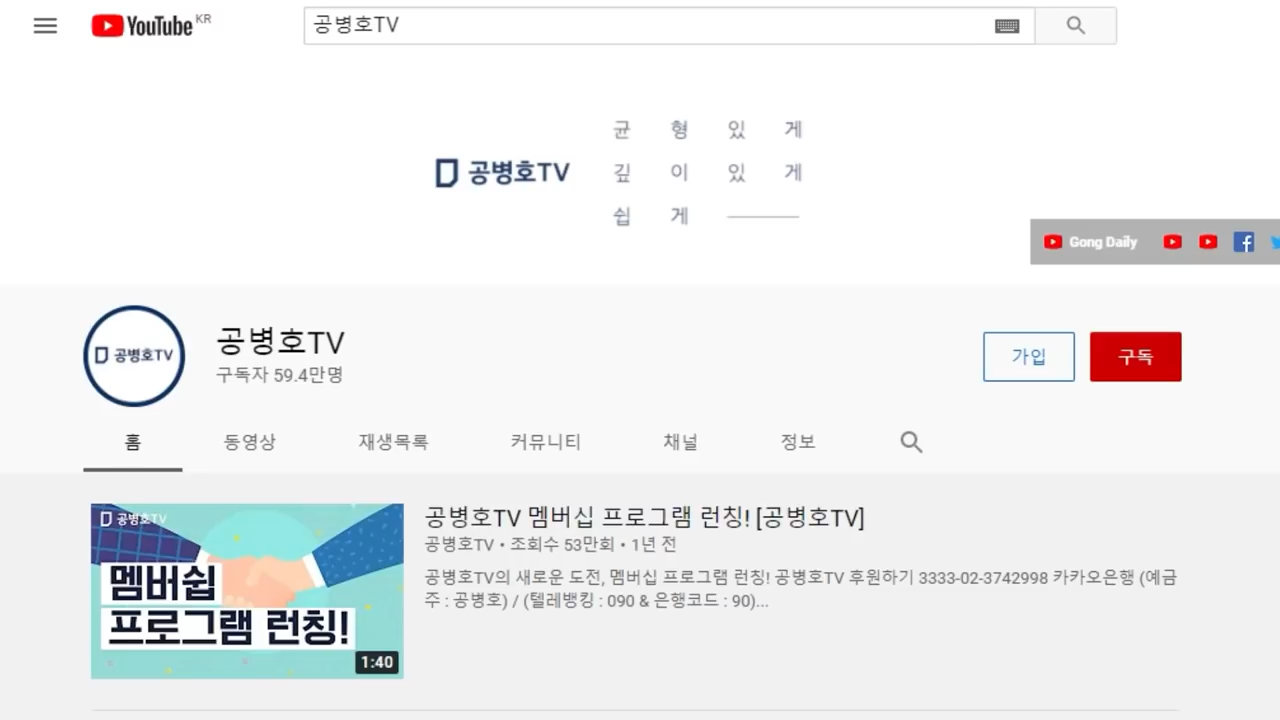 YouTube KR
공병호TV
균 형 있 게
공병호TV
깊 이 있 게
쉽 게
Gong Daily
공병호TV
공병호TV
구독자 59.4만명
가입
구독
홈
동영상
재생목록
커뮤니티
채널
정보
공병호TV
멤버쉽
프로그램 런칭!
1:40
공병호TV 멤버십 프로그램 런칭! [공병호TV]
공병호TV • 조회수 53만회 • 1년 전
공병호TV의 새로운 도전, 멤버십 프로그램 런칭! 공병호TV 후원하기 3333-02-3742998 카카오은행 (예금
주 : 공병호) / (텔레뱅킹 : 090 & 은행코드 : 90)...